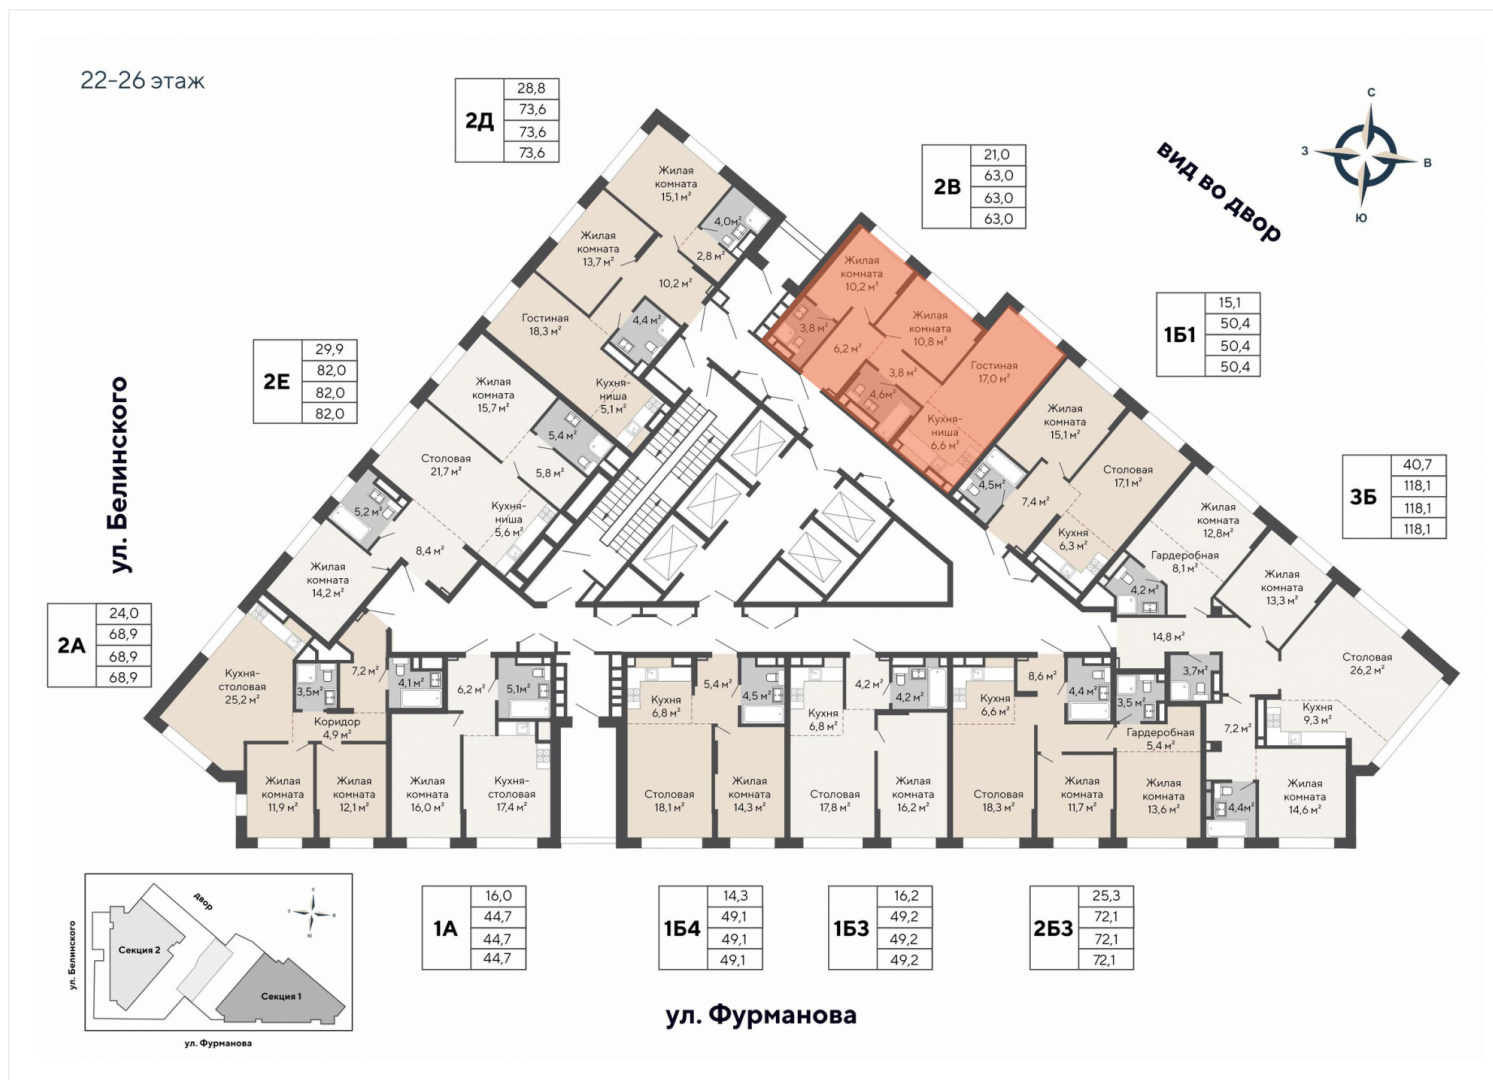 22-26 этаж
2Д
28,8
73,6
73,6
73,6
2В
21,0
63,0
63,0
63,0
вид во двор
С
З
В
Ю
2Е
29,9
82,0
82,0
82,0
1Б1
15,1
50,4
50,4
50,4
3Б
40,7
118,1
118,1
118,1
2А
24,0
68,9
68,9
68,9
ул. Белинского
Жилая
комната
15,1 м²
4,0м²
2,8 м²
Жилая
комната
13,7 м²
10,2 м²
Гостиная
18,3 м²
4,4 м²
Кухня-
ниша
5,1 м²
Жилая
комната
15,7 м²
5,4 м²
Столовая
21,7 м²
5,8 м²
Кухня-
ниша
5,6 м²
5,2 м²
8,4 м²
Жилая
комната
14,2 м²
Жилая
комната
10,2 м²
3,8 м²
6,2 м²
Жилая
комната
10,8 м²
3,8 м²
Гостиная
17,0 м²
4,6м²
Кухня-
ниша
6,6 м²
Жилая
комната
15,1 м²
4,5м²
7,4 м²
Столовая
17,1 м²
Кухня
6,3 м²
Жилая
комната
12,8м²
Гардеробная
8,1 м²
4,2 м²
Жилая
комната
13,3 м²
14,8 м²
3,7м²
Столовая
26,2 м²
Кухня
9,3 м²
7,2 м²
3,5 м²
Гардеробная
5,4 м²
4,4м²
Жилая
комната
14,6 м²
Жилая
комната
13,6 м²
Кухня-
столовая
25,2 м²
3,5м²
7,2 м²
Коридор
4,9 м²
4,1 м²
6,2 м²
5,1м²
Жилая
комната
11,9 м²
Жилая
комната
12,1 м²
Жилая
комната
16,0 м²
Кухня-
столовая
17,4 м²
Кухня
6,8 м²
5,4 м²
4,5 м²
Столовая
18,1 м²
Жилая
комната
14,3 м²
Кухня
6,8 м²
4,2 м²
4,2 м²
Столовая
17,8 м²
Жилая
комната
16,2 м²
Кухня
6,6 м²
8,6 м²
4,4 м²
Столовая
18,3 м²
Жилая
комната
11,7 м²
1А
16,0
44,7
44,7
44,7
1Б4
14,3
49,1
49,1
49,1
1Б3
16,2
49,2
49,2
49,2
2Б3
25,3
72,1
72,1
72,1
ул. Фурманова
ул. Белинского
двор
Секция 2
Секция 1
С
З
В
Ю
ул. Фурманова